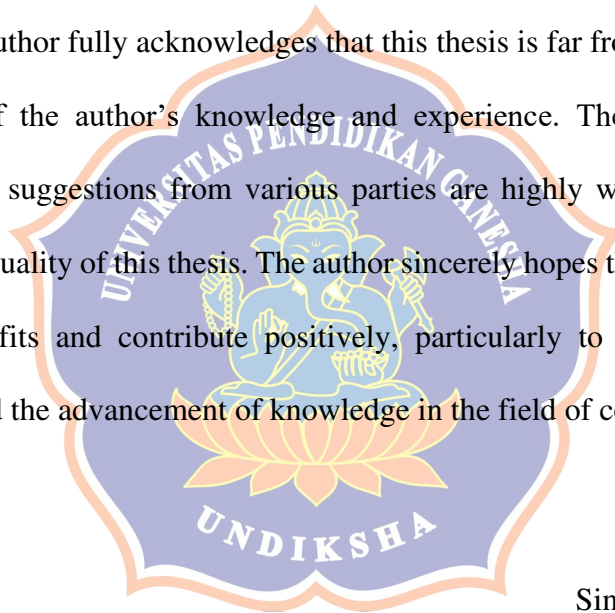 uthor fully acknowledges that this thesis is far fro
f the author's knowledge and experience. The
suggestions from various parties are highly w
uality of this thesis. The author sincerely hopes t
fits and contribute positively, particularly to
d the advancement of knowledge in the field of c
Sin
UNIVERSITAS PENDIDIKAN GANESHA
UNDIKSHA